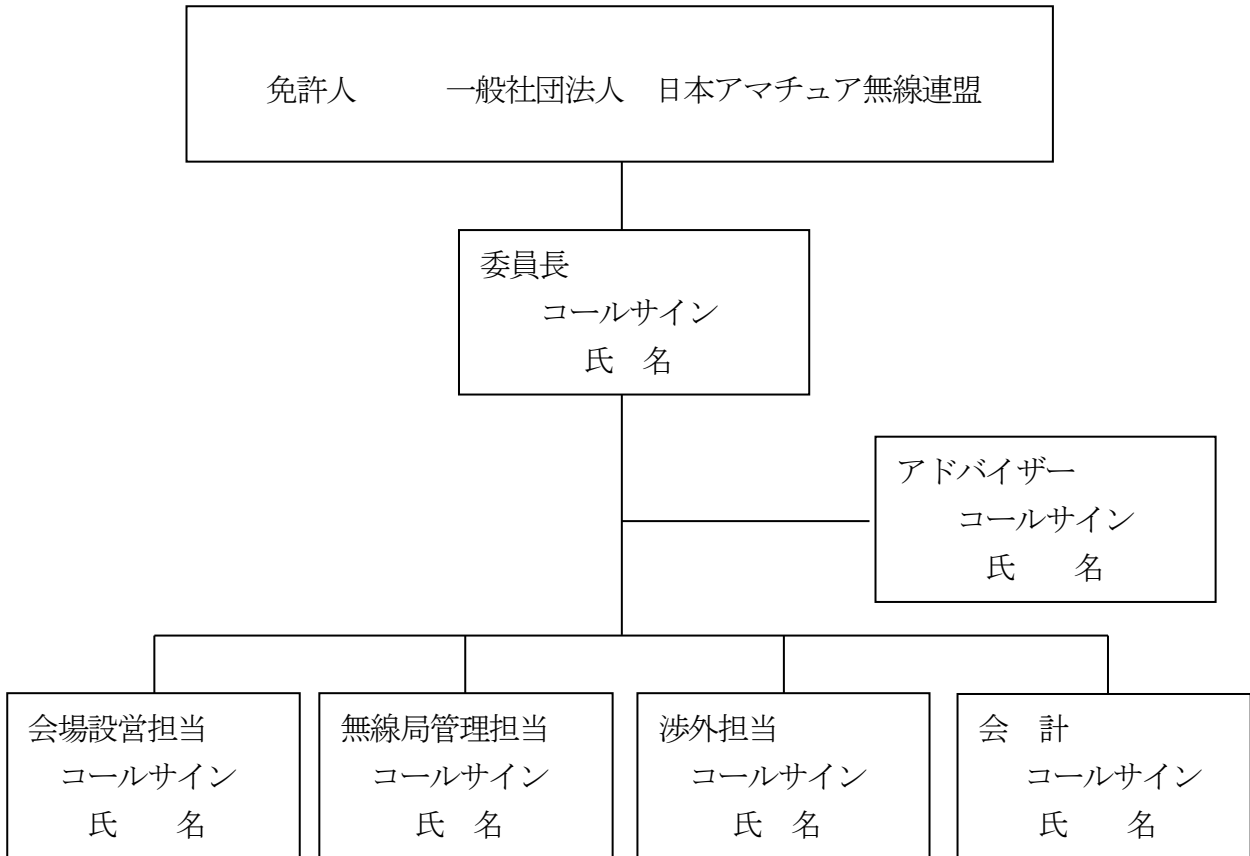 免許人　　　一般社団法人　日本アマチュア無線連盟
委員長
コールサイン
氏　名
アドバイザー
コールサイン
氏　　名
会場設営担当
コールサイン
氏　　名
無線局管理担当
コールサイン
氏　名
渉外担当
コールサイン
氏　名
会　計
コールサイン
氏　　名